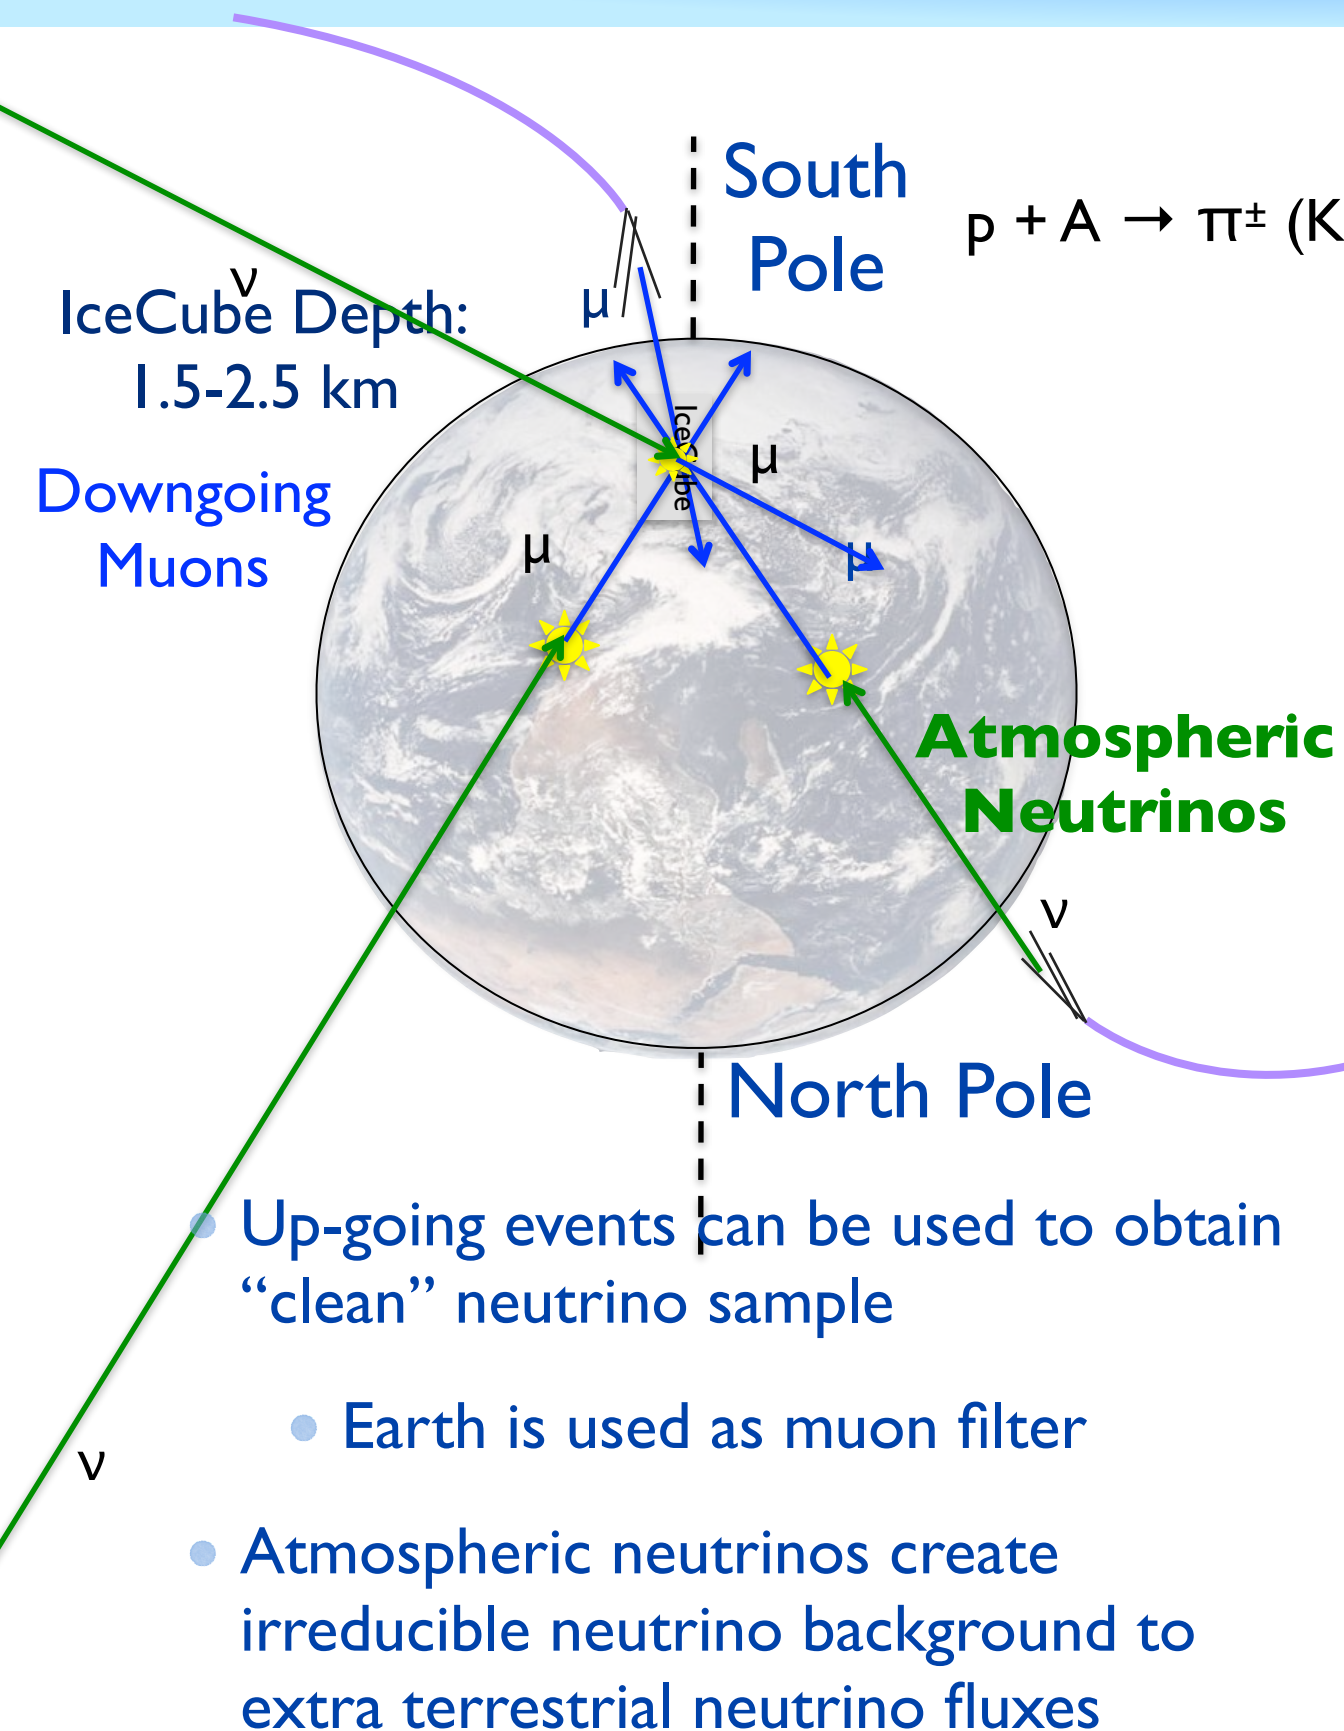 South
Pole
p + A → π± (K
ν
IceCube Depth:
1.5-2.5 km
μ
IceCube
μ
Downgoing
Muons
μ
μ
Atmospheric
Neutrinos
ν
North Pole
Up-going events can be used to obtain
“clean” neutrino sample
Earth is used as muon filter
ν
Atmospheric neutrinos create
irreducible neutrino background to
extra terrestrial neutrino fluxes